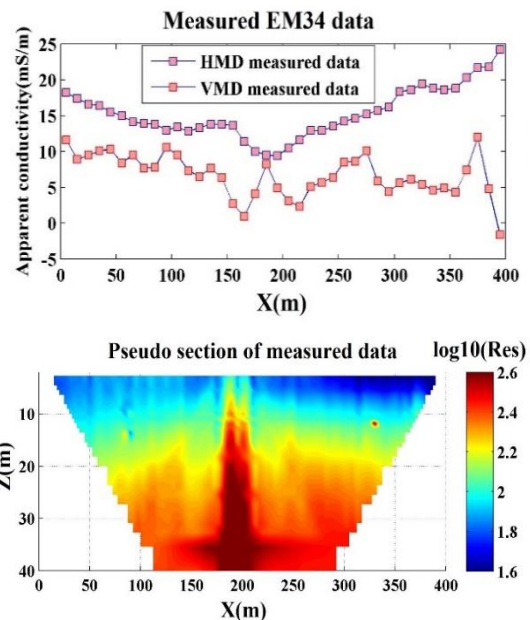 Measured EM34 data
HMD measured data
VMD measured data
Apparent conductivity(mS/m)
25
20
15
10
5
0
-5
0 50 100 150 200 250 300 350 400
X(m)
Pseudo section of measured data
log10(Res)
Z(m)
10
20
30
40
0 50 100 150 200 250 300 350 400
X(m)
2.6
2.4
2.2
2
1.8
1.6